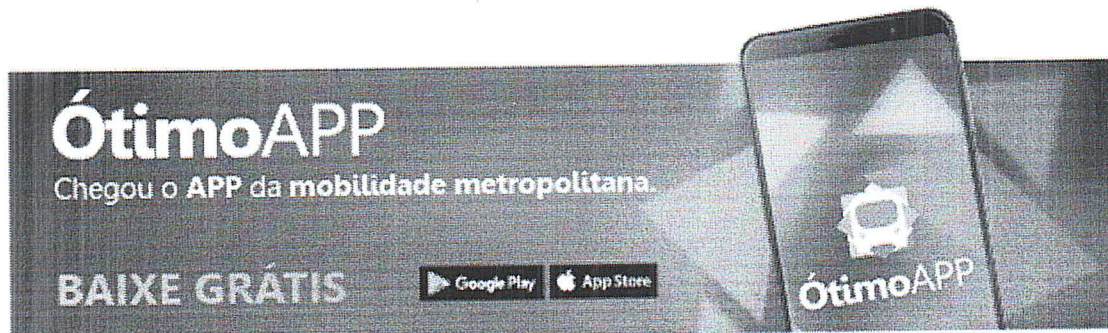 ÓtimoAPP
Chegou o APP da mobilidade metropolitana.
BAIXE GRÁTIS
Google Play
App Store
ÓtimoAPP